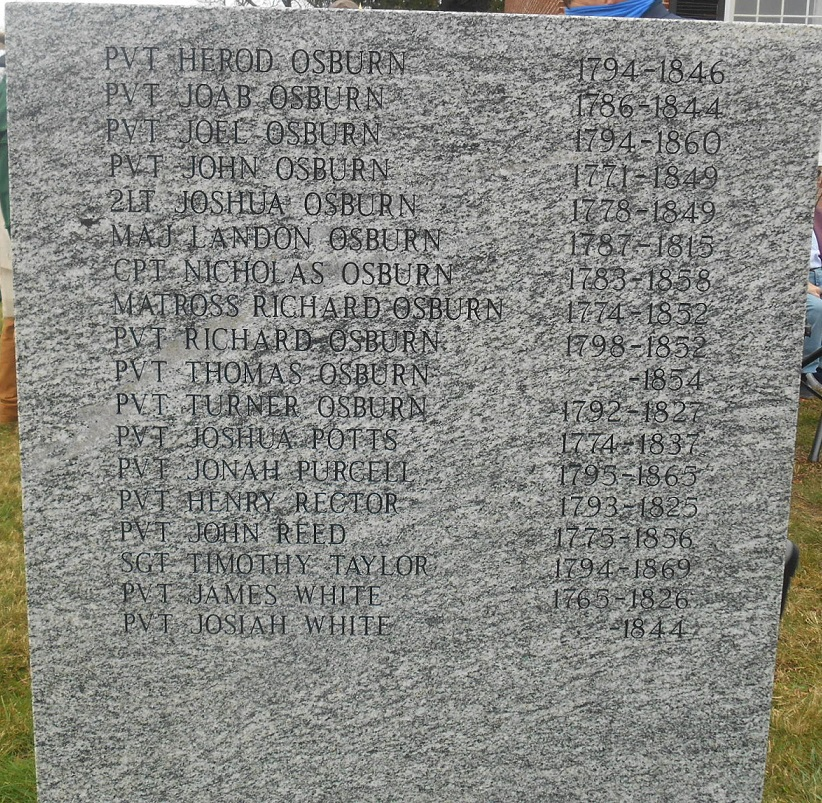 PVT HEROD OSBURN 1794-1846
PVT JOAB OSBURN 1786-1844
PVT JOEL OSBURN 1794-1860
PVT JOHN OSBURN 1771-1849
2LT JOSHUA OSBURN 1778-1849
MAJ LANDON OSBURN 1787-1815
CPT NICHOLAS OSBURN 1783-1858
MATROSS RICHARD OSBURN 1774-1852
PVT RICHARD OSBURN 1798-1852
PVT THOMAS OSBURN -1854
PVT TURNER OSBURN 1792-1827
PVT JOSHUA POTTS 1774-1837
PVT JONAH PURCELL 1795-1865
PVT HENRY RECTOR 1793-1825
PVT JOHN REED 1775-1856
SGT TIMOTHY TAYLOR 1794-1869
PVT JAMES WHITE 1765-1826
PVT JOSIAH WHITE -1844